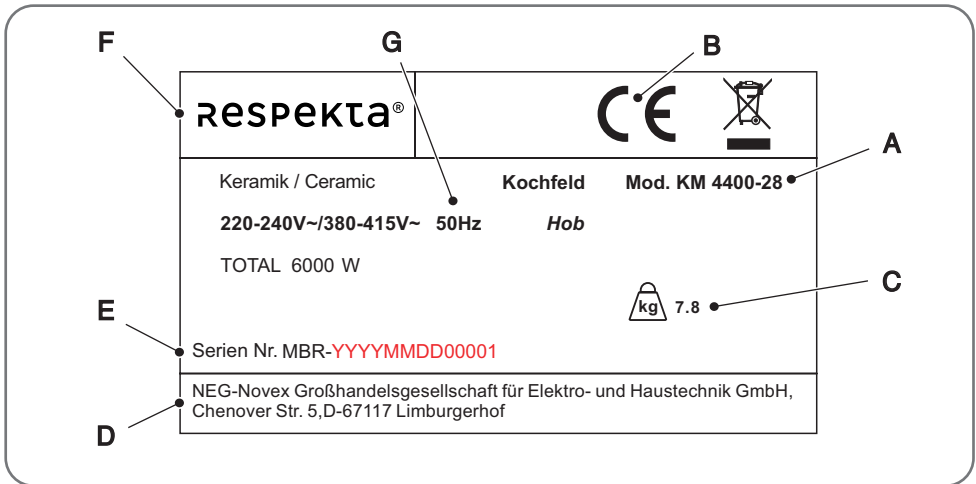 F
G
B
Respekta®
CE
A
Keramik / Ceramic Kochfeld Mod. KM 4400-28
220-240V~/380-415V~ 50Hz Hob
TOTAL 6000 W
C
kg 7.8
E
Serien Nr. MBR-YYYYMMDD00001
NEG-Novex Großhandelsgesellschaft für Elektro- und Haustechnik GmbH,
Chenover Str. 5,D-67117 Limburgerhof
D